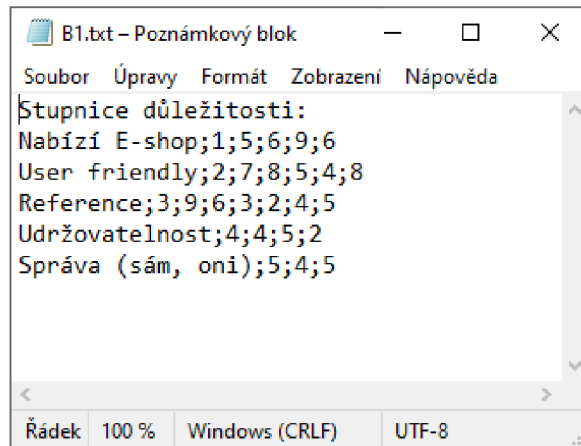 B1.txt – Poznámkový blok
Soubor Úpravy Formát Zobrazení Nápověda
Stupnice důležitosti:
Nabízí E-shop;1;5;6;9;6
User friendly;2;7;8;5;4;8
Reference;3;9;6;3;2;4;5
Udržovatelnost;4;4;5;2
Správa (sám, oni);5;4;5
Řádek 100 % Windows (CRLF) UTF-8